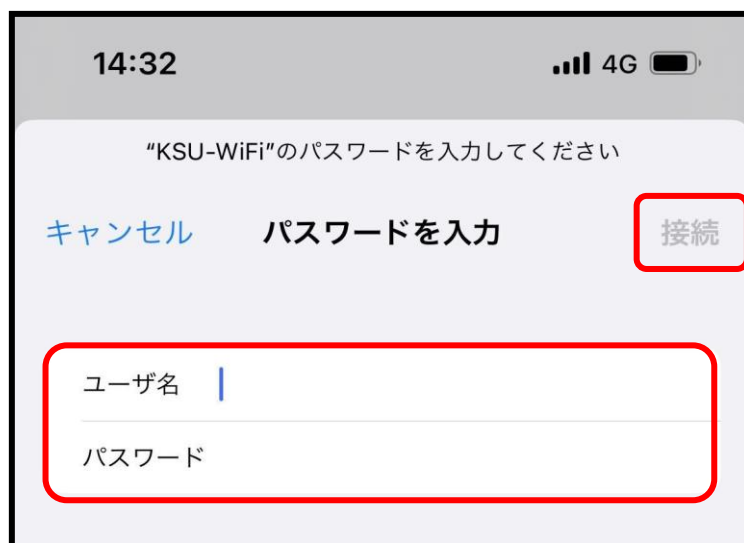 14:32 4G
“KSU-WiFi”のパスワードを入力してください
キャンセル パスワードを入力 接続
ユーザ名
パスワード